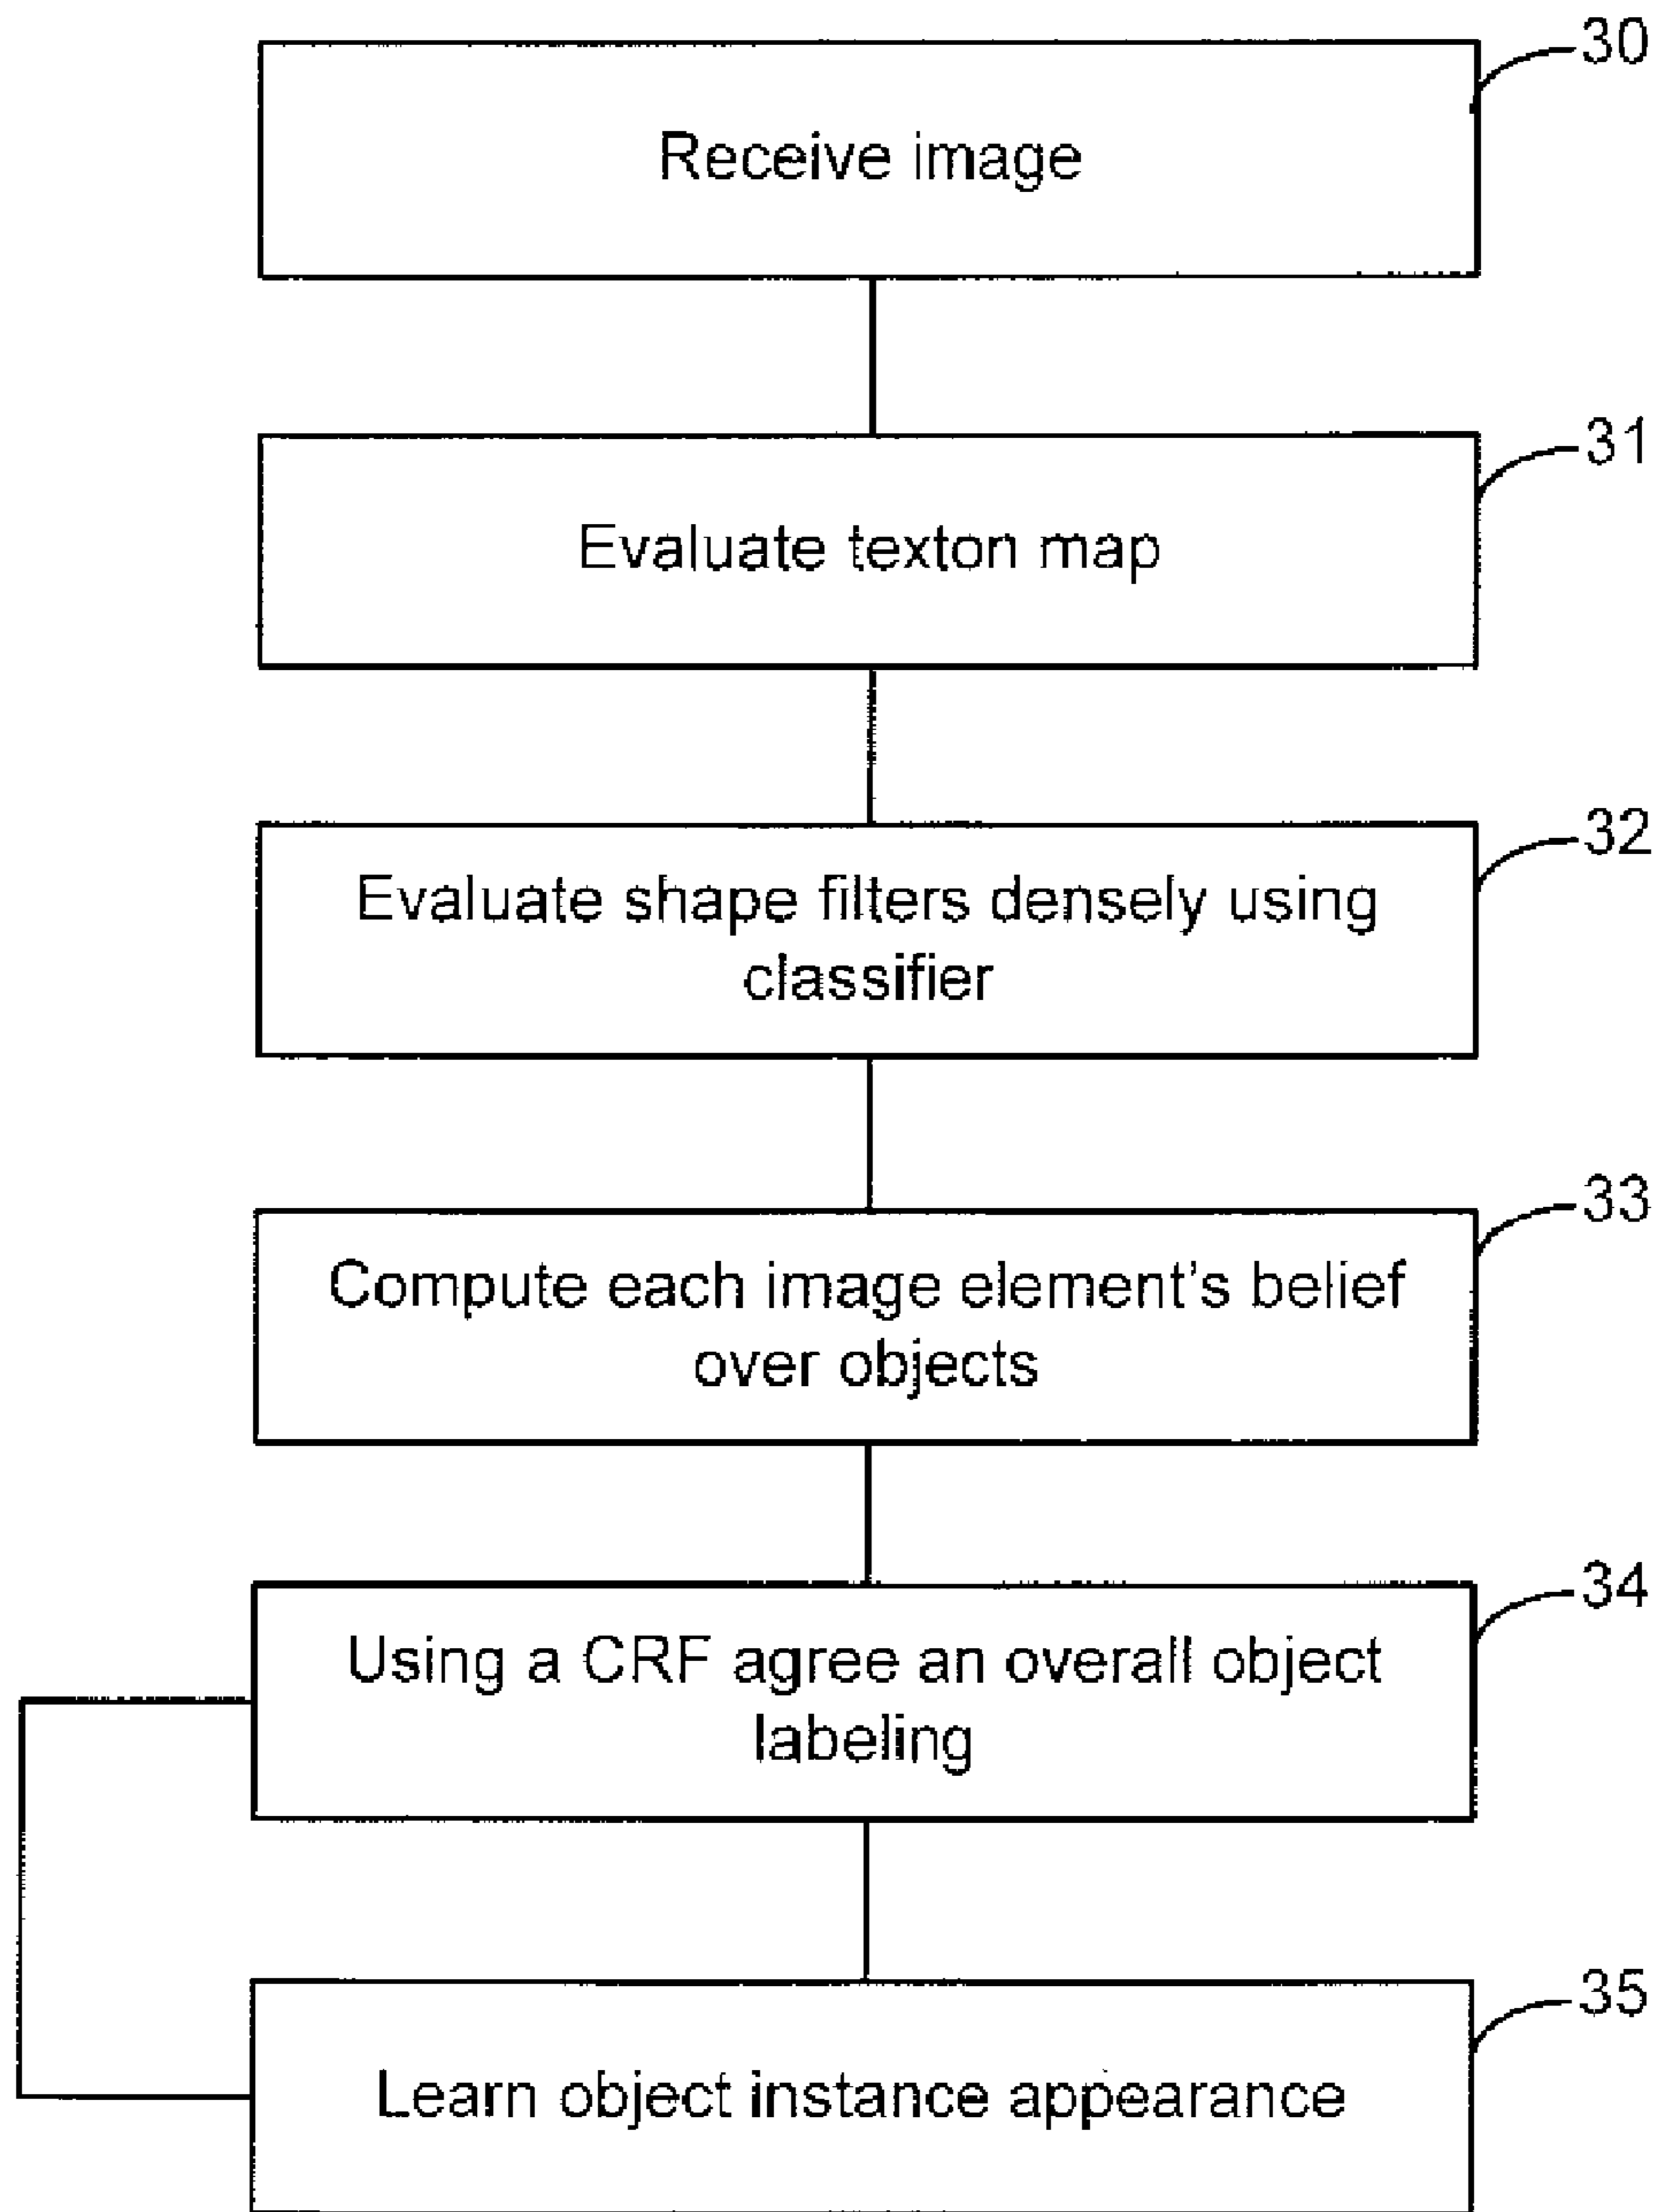 30
Receive image
31
Evaluate texton map
32
Evaluate shape filters densely using
classifier
33
Compute each image element's belief
over objects
34
Using a CRF agree an overall object
labeling
35
Learn object instance appearance